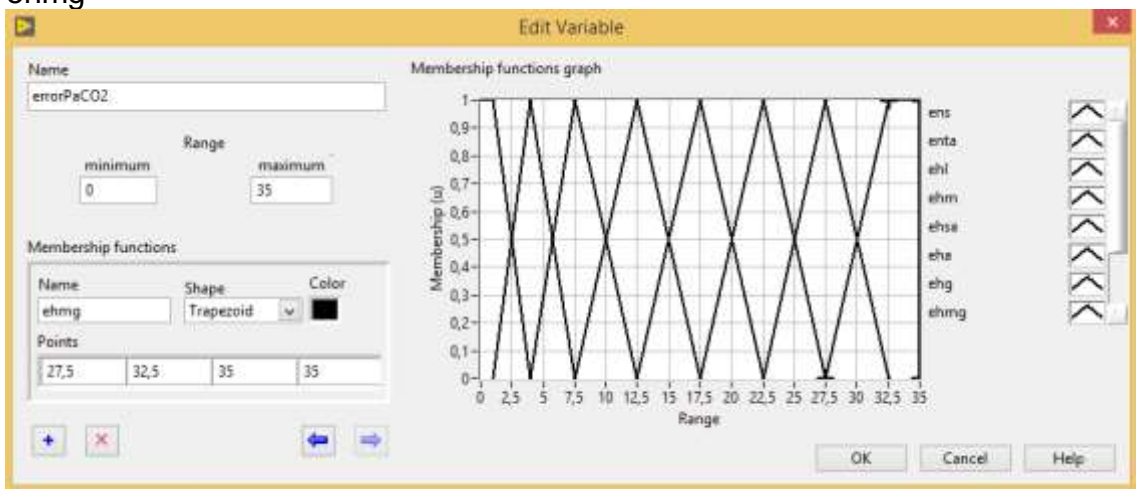 ehmg
Edit Variable
Name
errorPaCO2
Range
minimum maximum
0 35
Membership functions
Name Shape Color
ehmg Trapezoid
Points
27,5 32,5 35 35
Membership functions graph
Membership (u)
1
0,9
0,8
0,7
0,6
0,5
0,4
0,3
0,2
0,1
0
0 2,5 5 7,5 10 12,5 15 17,5 20 22,5 25 27,5 30 32,5 35
Range
ens
enta
ehl
ehm
ehsa
eha
ehg
ehmg
OK Cancel Help